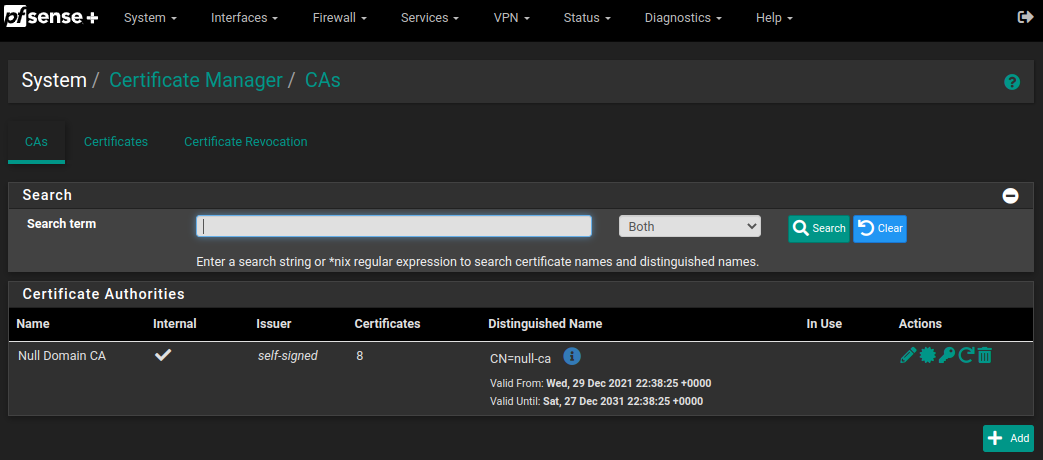 pfsense+ System Interfaces Firewall Services VPN Status Diagnostics Help
System / Certificate Manager / CAs
CAs Certificates Certificate Revocation
Search
Search term Both Search Clear
Enter a search string or *nix regular expression to search certificate names and distinguished names.
Certificate Authorities
Name Internal Issuer Certificates Distinguished Name In Use Actions
Null Domain CA self-signed 8 CN=null-ca
Valid From: Wed, 29 Dec 2021 22:38:25 +0000
Valid Until: Sat, 27 Dec 2031 22:38:25 +0000
Add